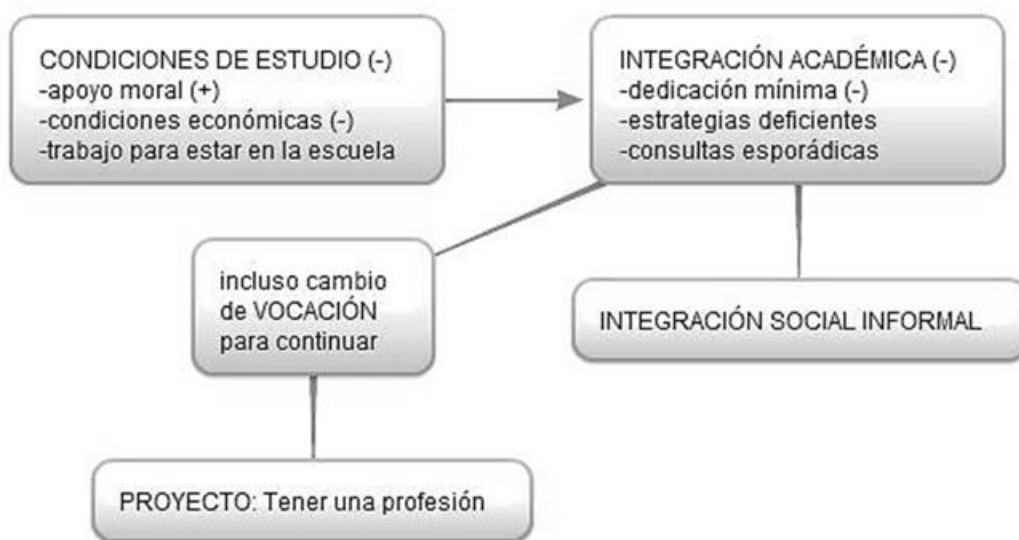 CONDICIONES DE ESTUDIO (-)
-apoyo moral (+)
-condiciones económicas (-)
-trabajo para estar en la escuela
INTEGRACIÓN ACADÉMICA (-)
-dedicación mínima (-)
-estrategias deficientes
-consultas esporádicas
incluso cambio
de VOCACIÓN
para continuar
INTEGRACIÓN SOCIAL INFORMAL
PROYECTO: Tener una profesión